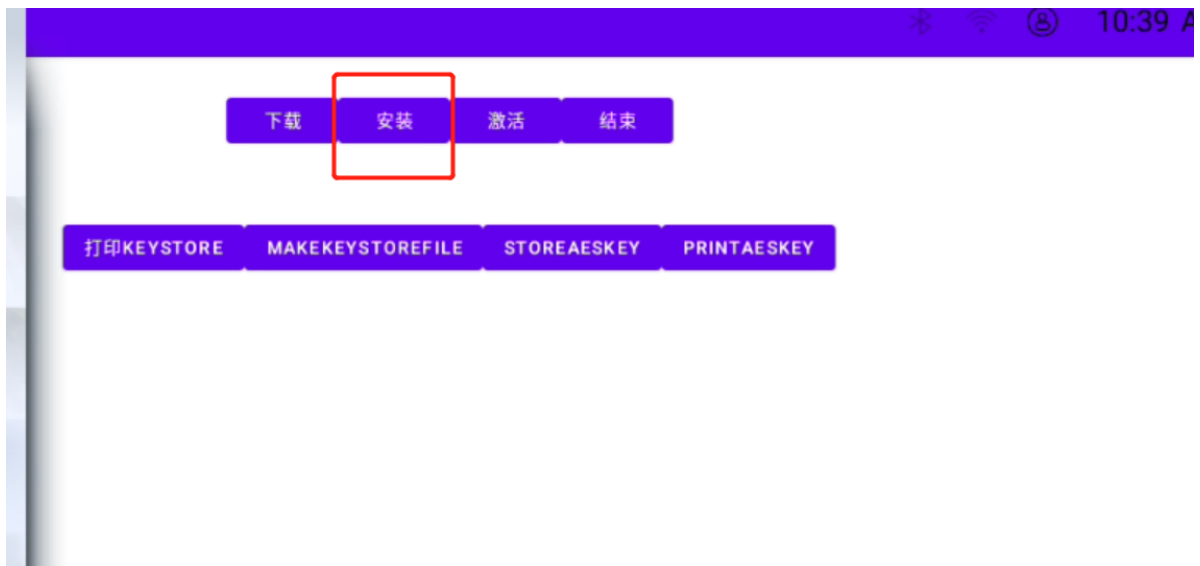 10:39 A
下载 安装 激活 结束
打印KEYSTORE MAKEKEYSTOREFILE STOREAESKEY PRINTAESKEY